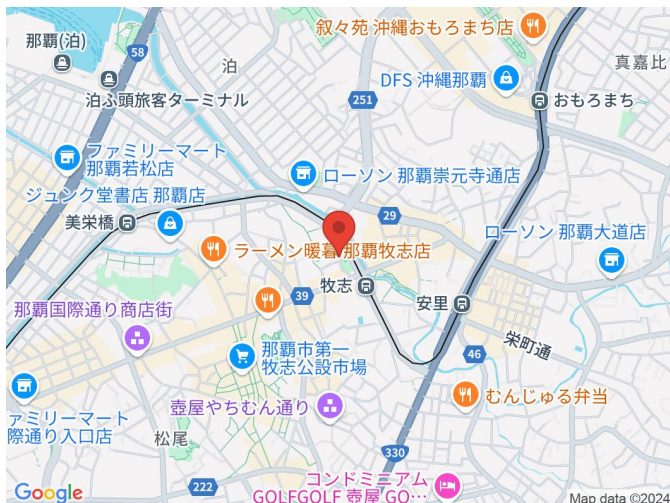 叙々苑 沖縄おもろまち店
那覇(泊)
58
泊
真嘉比
DFS 沖縄那覇
泊ふ頭旅客ターミナル
251
おもろまち
ファミリーマート
那覇若松店
ローソン 那覇崇元寺通店
ジュンク堂書店 那覇店
29
美栄橋
ローソン 那覇大道店
ラーメン暖暮 那覇牧志店
牧志
39
安里
那覇国際通り商店街
栄町通
那覇市第一
牧志公設市場
46
ファミリーマート
際通り入口店
むんじゅる弁当
壺屋やちむん通り
松尾
330
222
コンドミニアム
GOLFGOLF 壺屋 GO…
Google
Map data ©2024